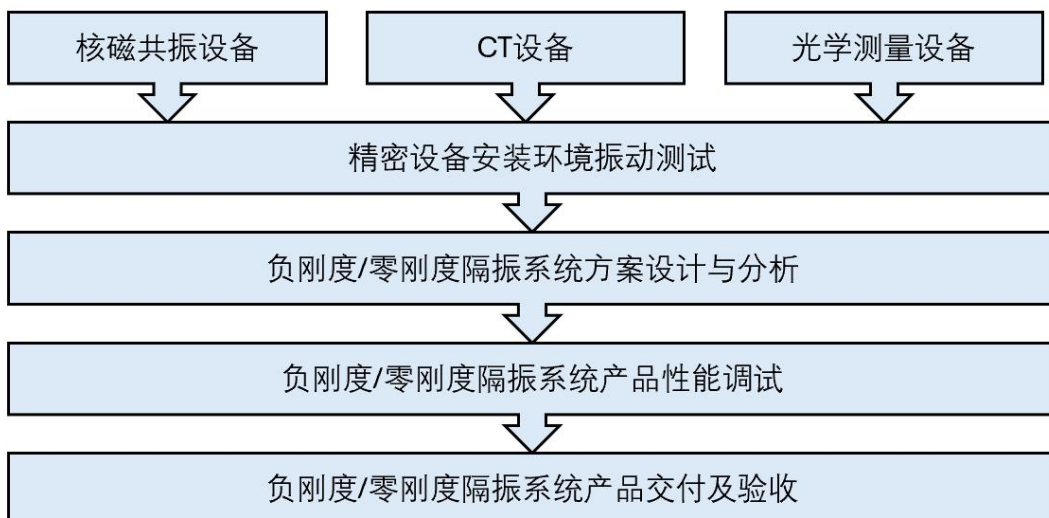 核磁共振设备
CT设备
光学测量设备
精密设备安装环境振动测试
负刚度/零刚度隔振系统方案设计与分析
负刚度/零刚度隔振系统产品性能调试
负刚度/零刚度隔振系统产品交付及验收